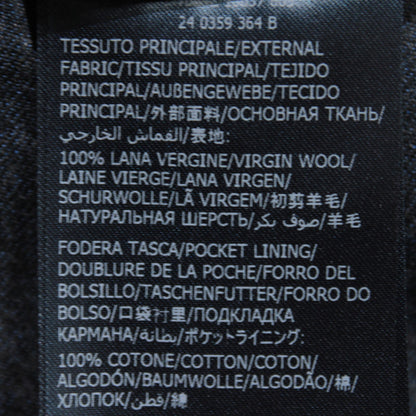 24 0359 364 B
TESSUTO PRINCIPALE/EXTERNAL
FABRIC/TISSU PRINCIPAL/TEJIDO
PRINCIPAL/AUßENGEWEBE/TECIDO
PRINCIPAL/外部面料/ОСНОВНАЯ ТКАНЬ/
القماش الخارجي/表地:
100% LANA VERGINE/VIRGIN WOOL/
LAINE VIERGE/LANA VIRGEN/
SCHURWOLLE/LÃ VIRGEM/初剪羊毛/
НАТУРАЛЬНАЯ ШЕРСТЬ/صوف بكر/羊毛
FODERA TASCA/POCKET LINING/
DOUBLURE DE LA POCHE/FORRO DEL
BOLSILLO/TASCHENFUTTER/FORRO DO
BOLSO/口袋衬里/ПОДКЛАДКА
КАРМАНА/بطانة/ポケットライニング:
100% COTONE/COTTON/COTON/
ALGODÓN/BAUMWOLLE/ALGODÃO/棉/
ХЛОПОК/قطن/綿